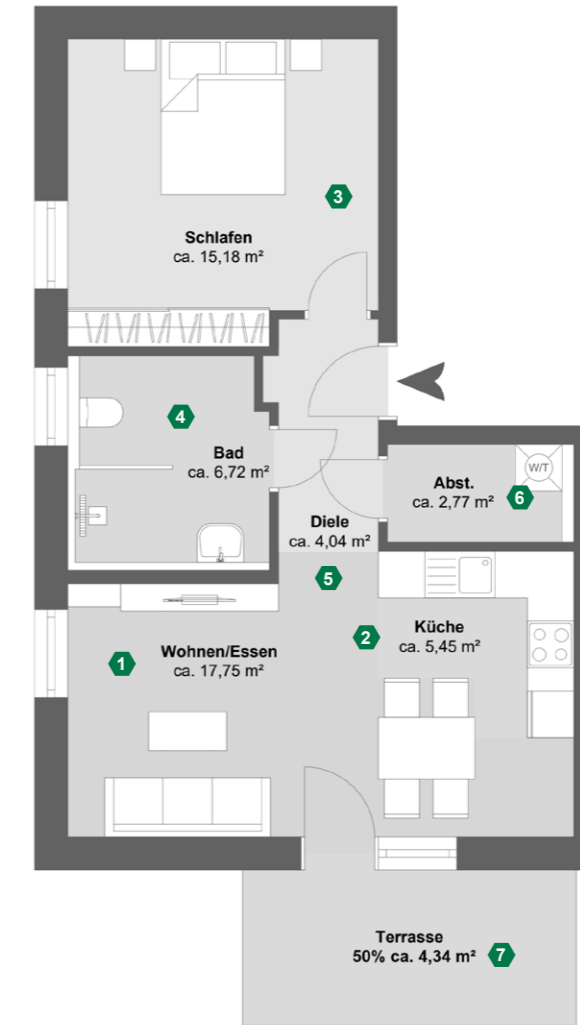 3
Schlafen
ca. 15,18 m²
4
Bad
ca. 6,72 m²
W/T
Abst.
ca. 2,77 m²
6
Diele
ca. 4,04 m²
5
2
Küche
ca. 5,45 m²
1
Wohnen/Essen
ca. 17,75 m²
Terrasse
50% ca. 4,34 m²
7